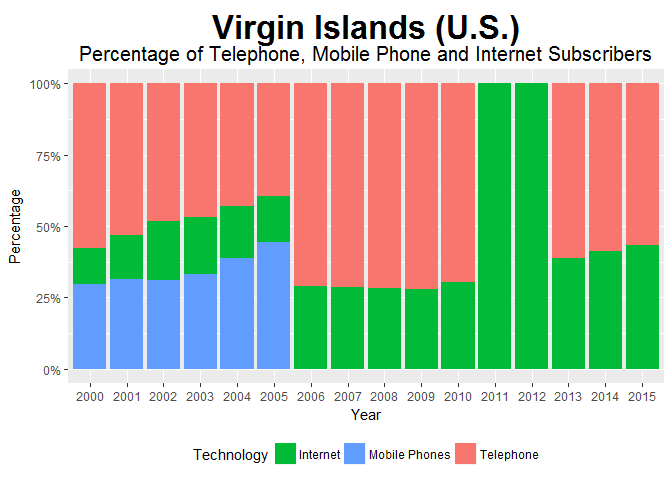 Virgin Islands (U.S.)
Percentage of Telephone, Mobile Phone and Internet Subscribers
100%
75%
50%
25%
0%
Percentage
2000 2001 2002 2003 2004 2005 2006 2007 2008 2009 2010 2011 2012 2013 2014 2015
Year
Technology Internet Mobile Phones Telephone